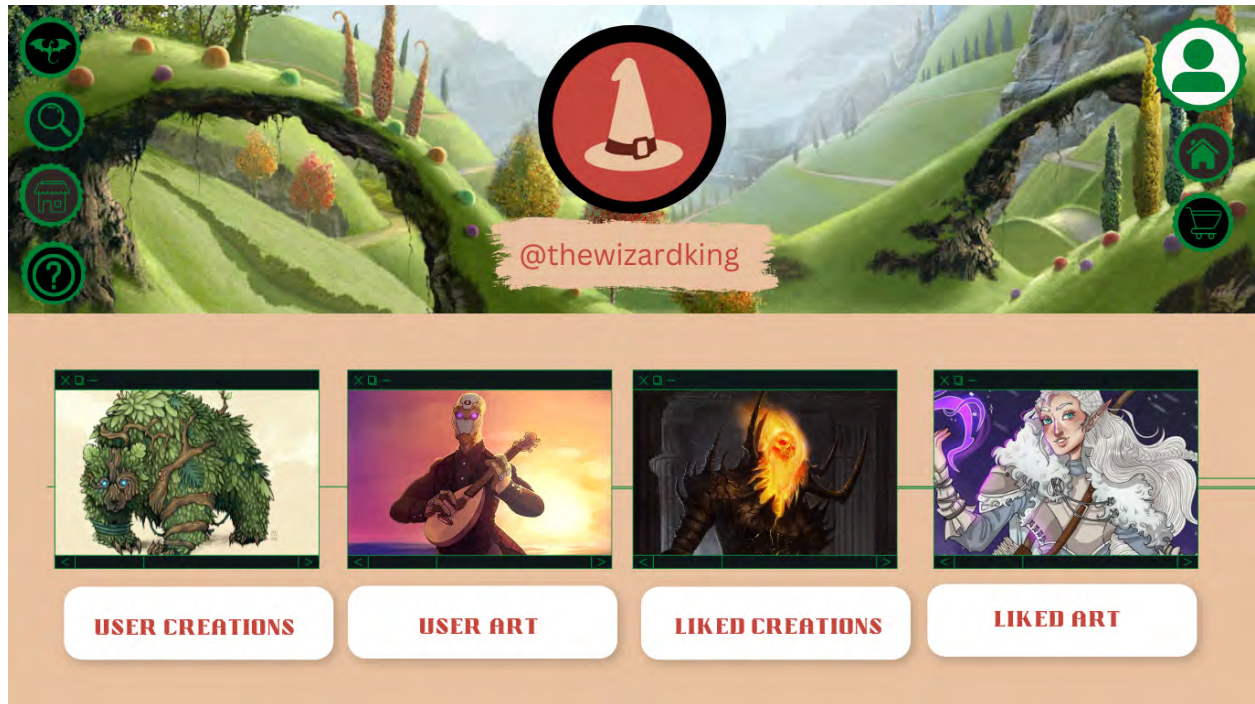 @thewizardking
USER CREATIONS
USER ART
LIKED CREATIONS
LIKED ART